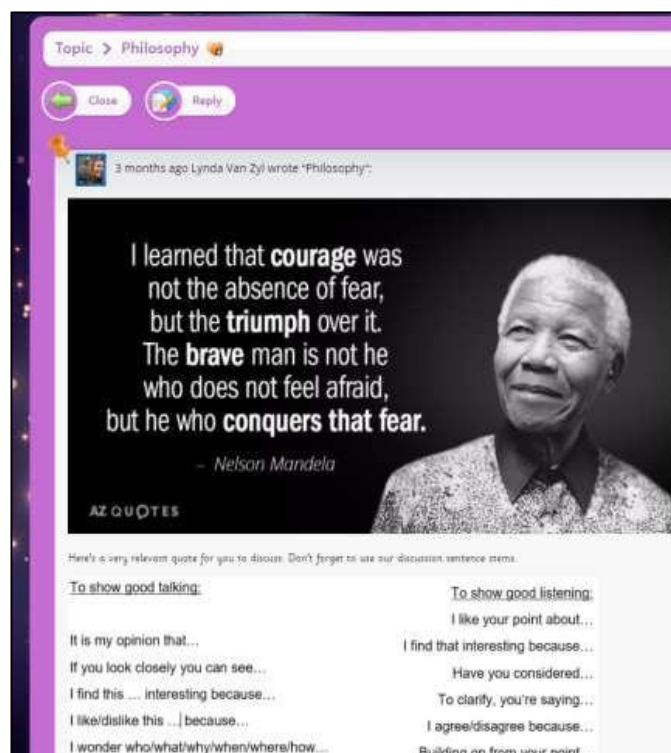 Topic > Philosophy
Close
Reply
3 months ago Lynda Van Zyl wrote "Philosophy":
I learned that courage was
not the absence of fear,
but the triumph over it.
The brave man is not he
who does not feel afraid,
but he who conquers that fear.
– Nelson Mandela
AZ QUOTES
Here's a very relevant quote for you to discuss. Don't forget to use our discussion sentence stems.
To show good talking:
It is my opinion that...
If you look closely you can see...
I find this ... interesting because...
I like/dislike this ... because...
I wonder who/what/why/when/where/how...
To show good listening:
I like your point about...
I find that interesting because...
Have you considered...
To clarify, you're saying...
I agree/disagree because...
Building on from your point...